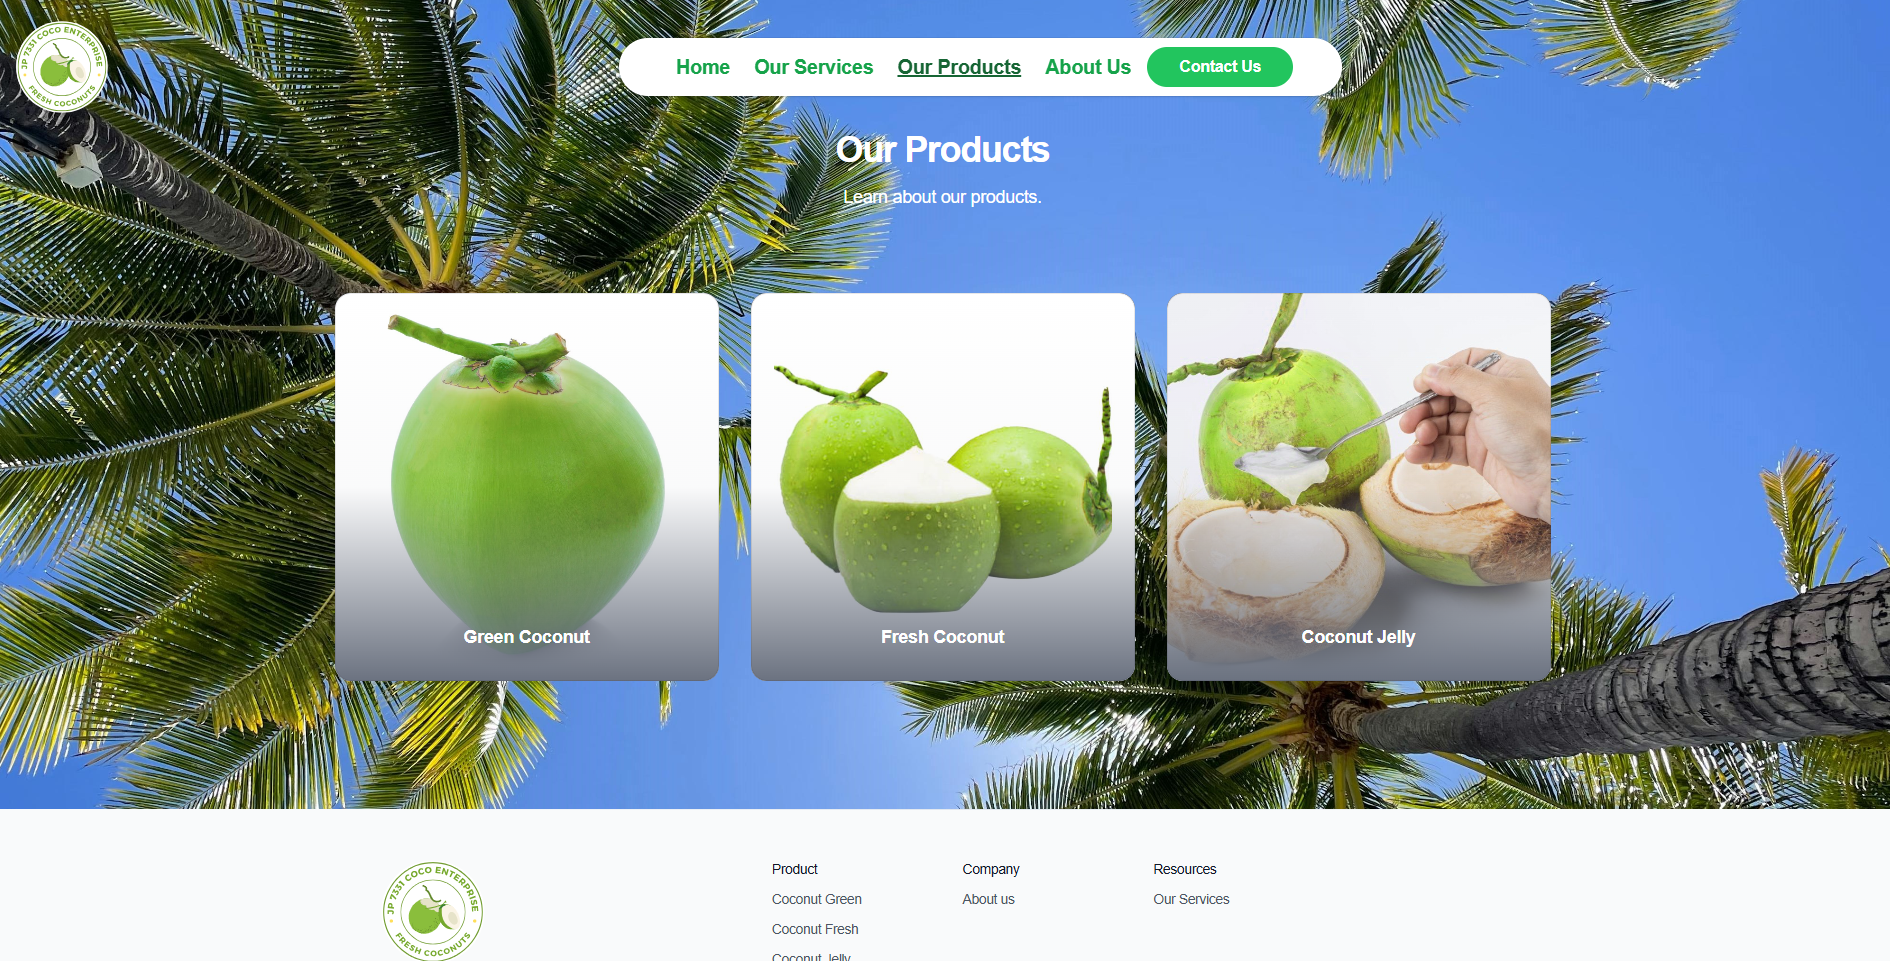 JP 7331 COCO ENTERPRISE
FRESH COCONUTS
Home Our Services Our Products About Us Contact Us
Our Products
Learn about our products.
Green Coconut Fresh Coconut Coconut Jelly
JP 7331 COCO ENTERPRISE
FRESH COCONUTS
Product Company Resources
Coconut Green About us Our Services
Coconut Fresh
Coconut Jelly